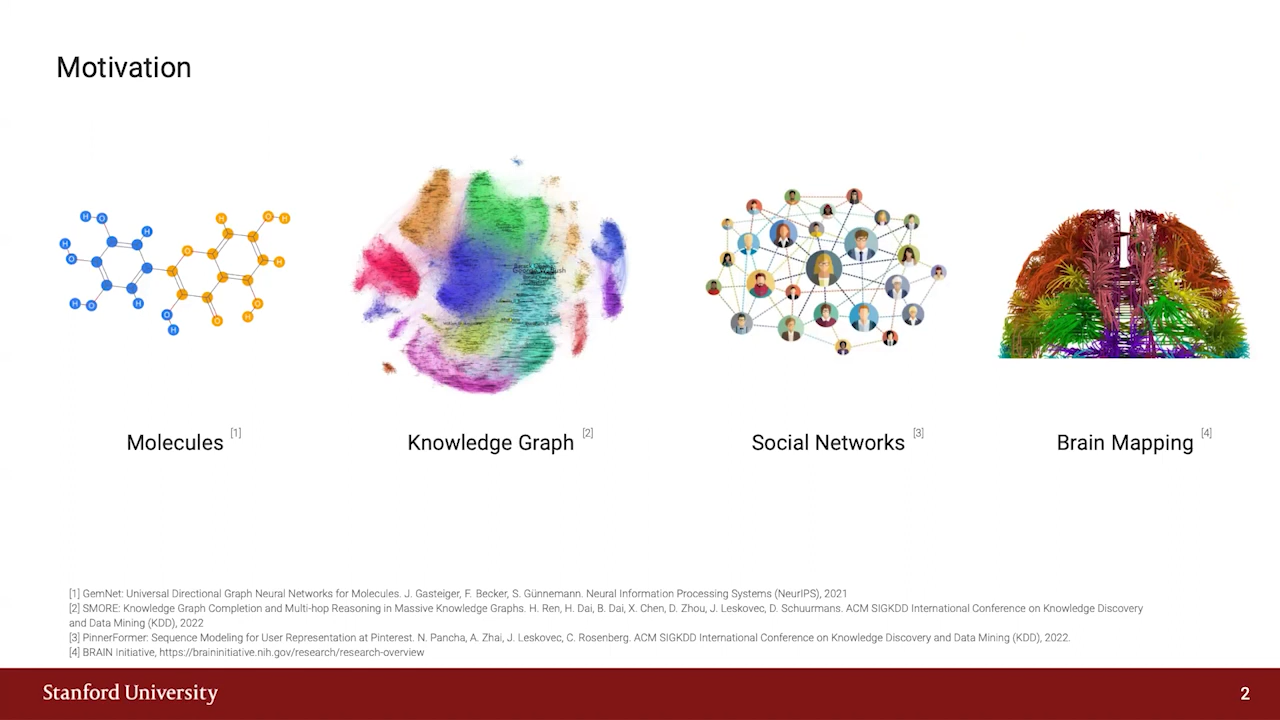 Motivation
H
O
H
H
O
H
O
H
O
H
O
O
H
H
O
H
O
H
Molecules [1]
Knowledge Graph [2]
Social Networks [3]
Brain Mapping [4]
[1] GemNet: Universal Directional Graph Neural Networks for Molecules. J. Gasteiger, F. Becker, S. Günnemann. Neural Information Processing Systems (NeurIPS), 2021
[2] SMORE: Knowledge Graph Completion and Multi-hop Reasoning in Massive Knowledge Graphs. H. Ren, H. Dai, B. Dai, X. Chen, D. Zhou, J. Leskovec, D. Schuurmans. ACM SIGKDD International Conference on Knowledge Discovery
and Data Mining (KDD), 2022
[3] PinnerFormer: Sequence Modeling for User Representation at Pinterest. N. Pancha, A. Zhai, J. Leskovec, C. Rosenberg. ACM SIGKDD International Conference on Knowledge Discovery and Data Mining (KDD), 2022.
[4] BRAIN Initiative, https://braininitiative.nih.gov/research/research-overview
Stanford University
2